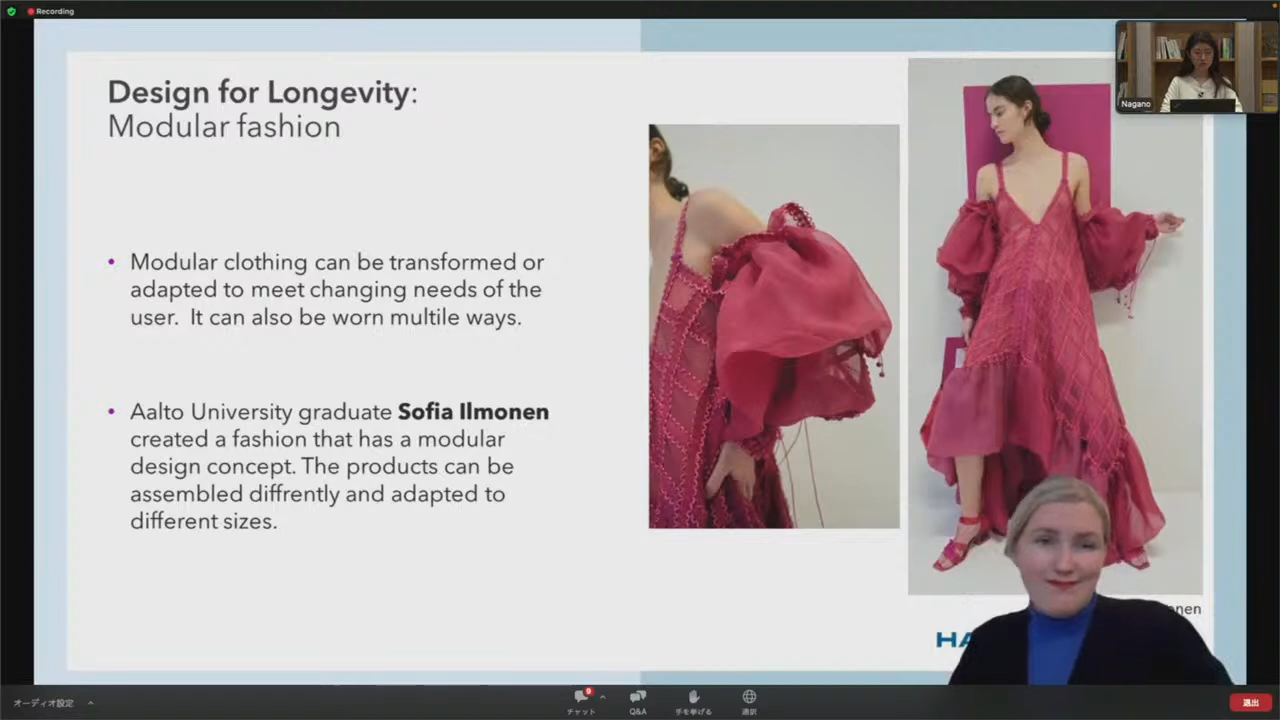 Recording
Design for Longevity:
Modular fashion
Nagano
• Modular clothing can be transformed or
adapted to meet changing needs of the
user. It can also be worn multile ways.
• Aalto University graduate Sofia Ilmonen
created a fashion that has a modular
design concept. The products can be
assembled diffrently and adapted to
different sizes.
nen
HA
オーディオ設定
チャット
Q&A
手を挙げる
通訳
退出